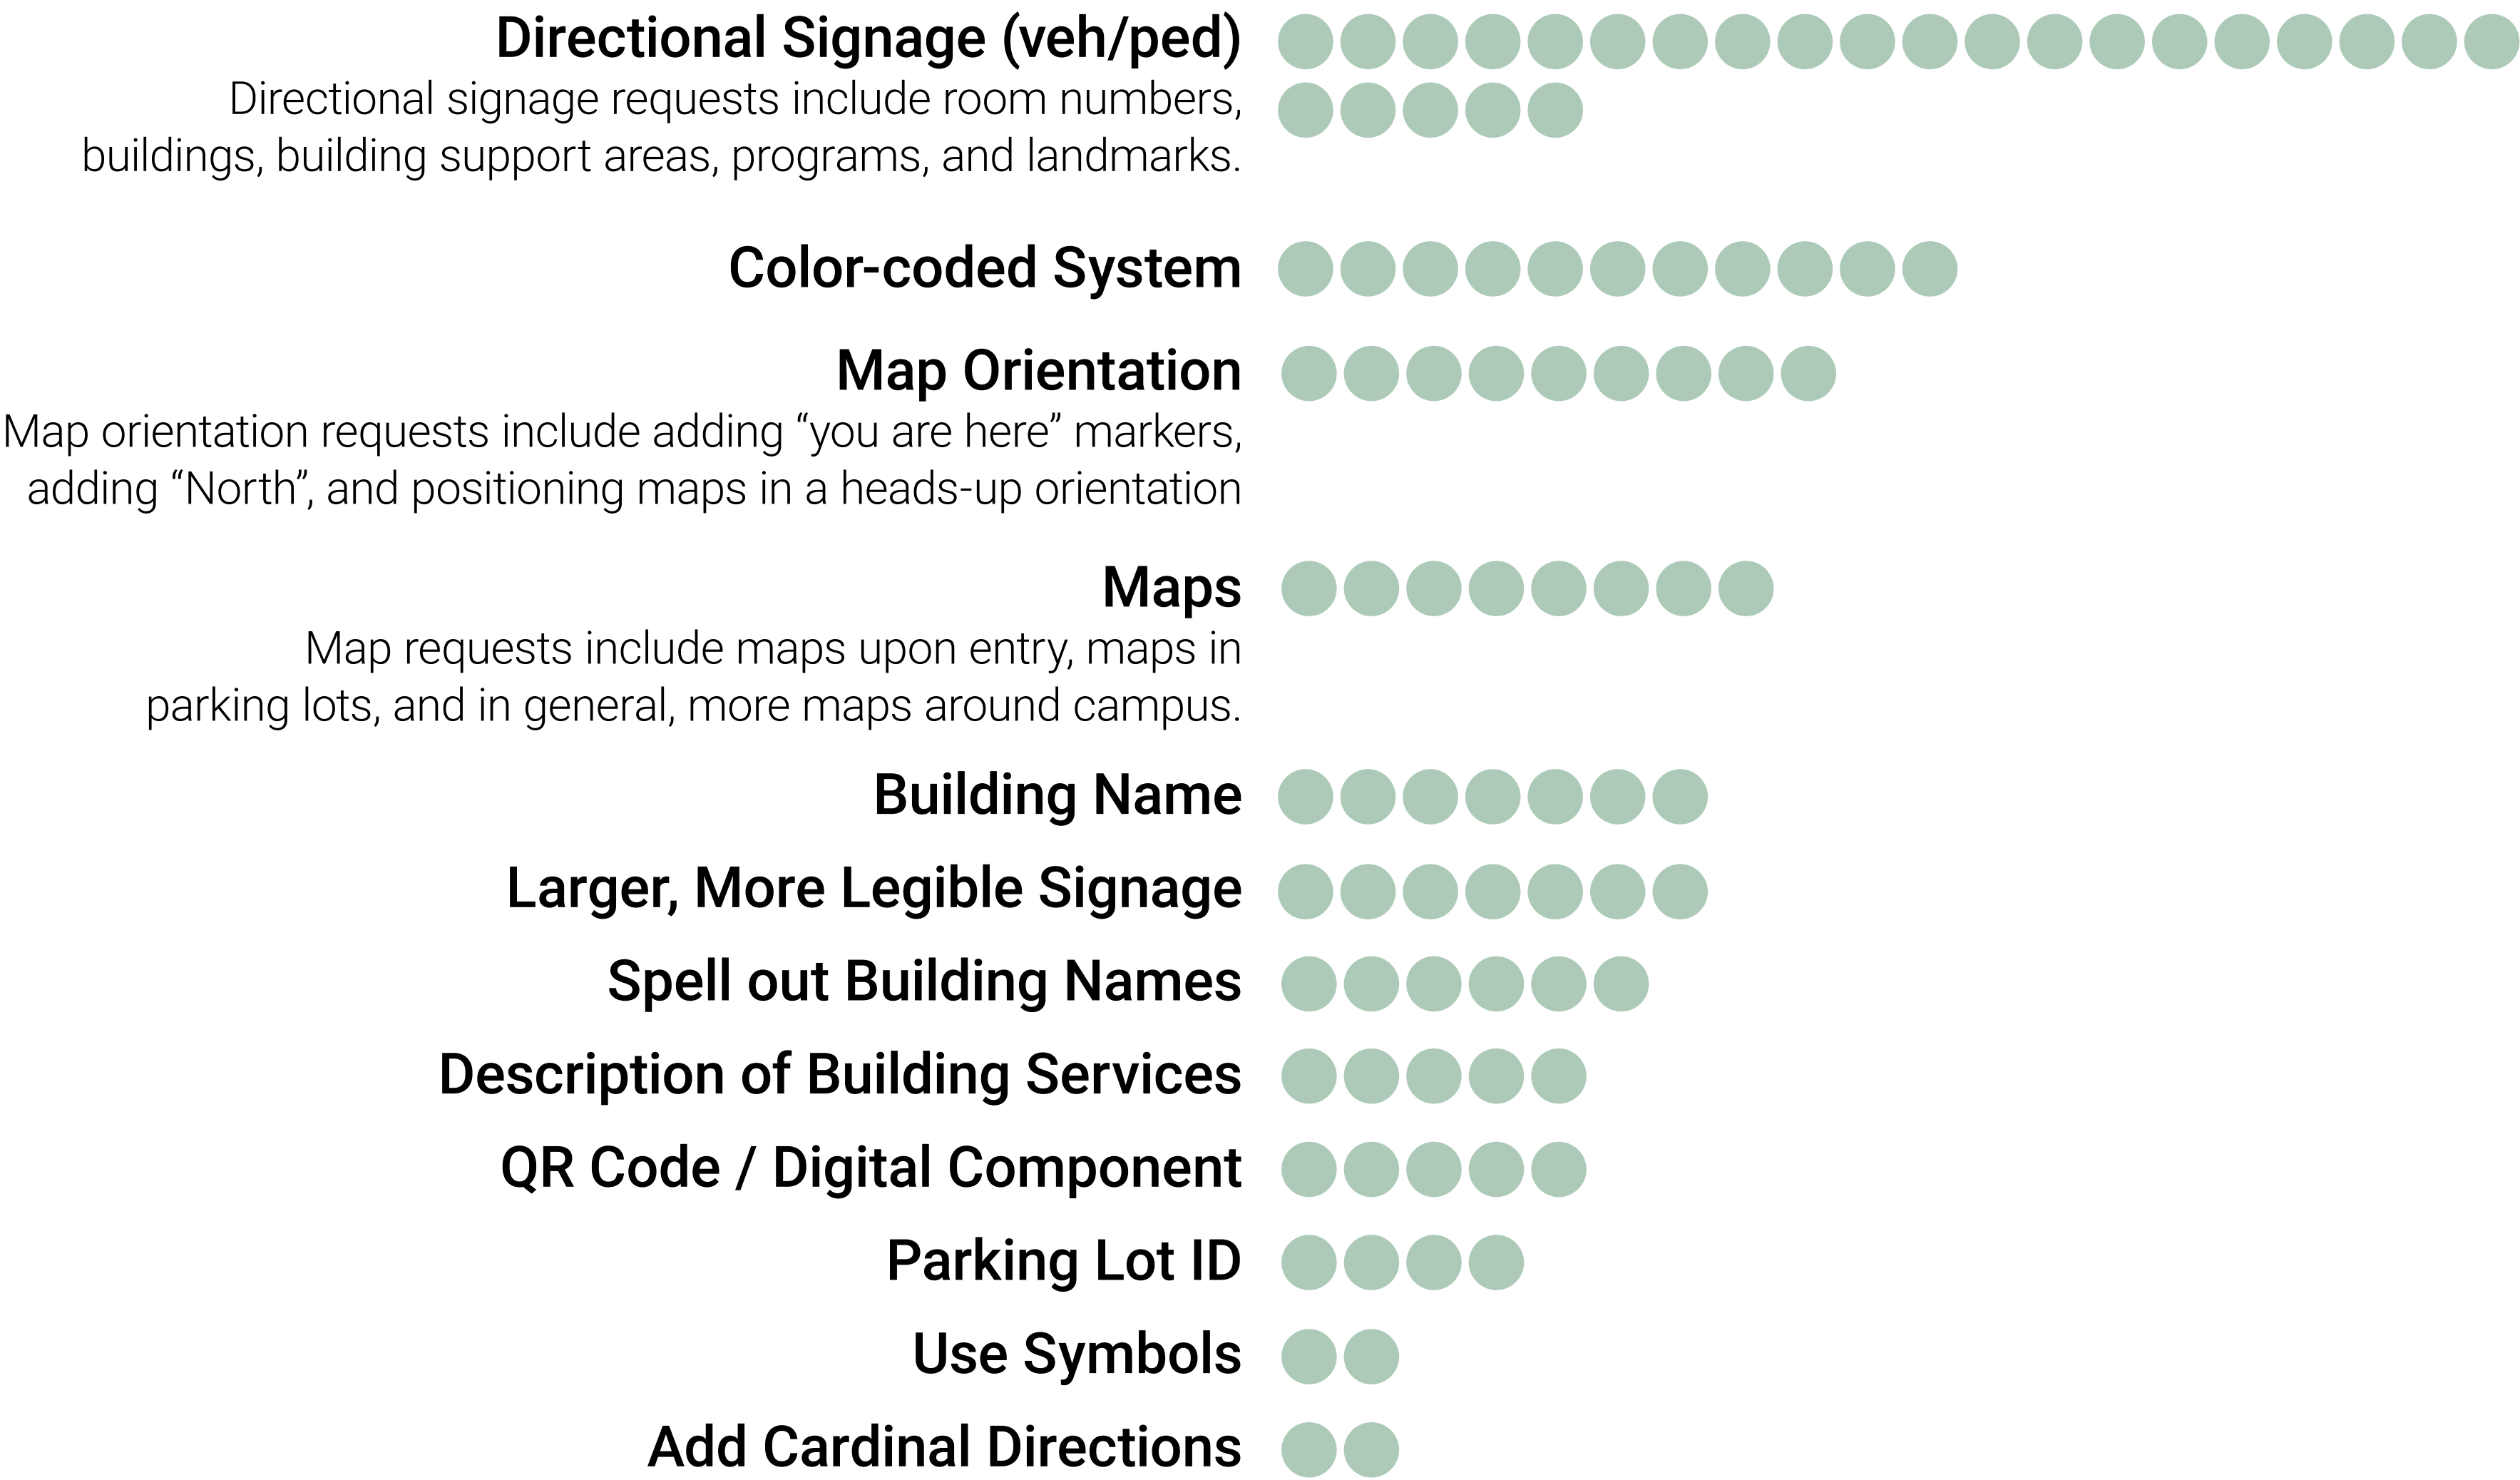 Directional Signage (veh/ped)
Directional signage requests include room numbers,
buildings, building support areas, programs, and landmarks.
Color-coded System
Map Orientation
Map orientation requests include adding “you are here” markers,
adding “North”, and positioning maps in a heads-up orientation
Maps
Map requests include maps upon entry, maps in
parking lots, and in general, more maps around campus.
Building Name
Larger, More Legible Signage
Spell out Building Names
Description of Building Services
QR Code / Digital Component
Parking Lot ID
Use Symbols
Add Cardinal Directions